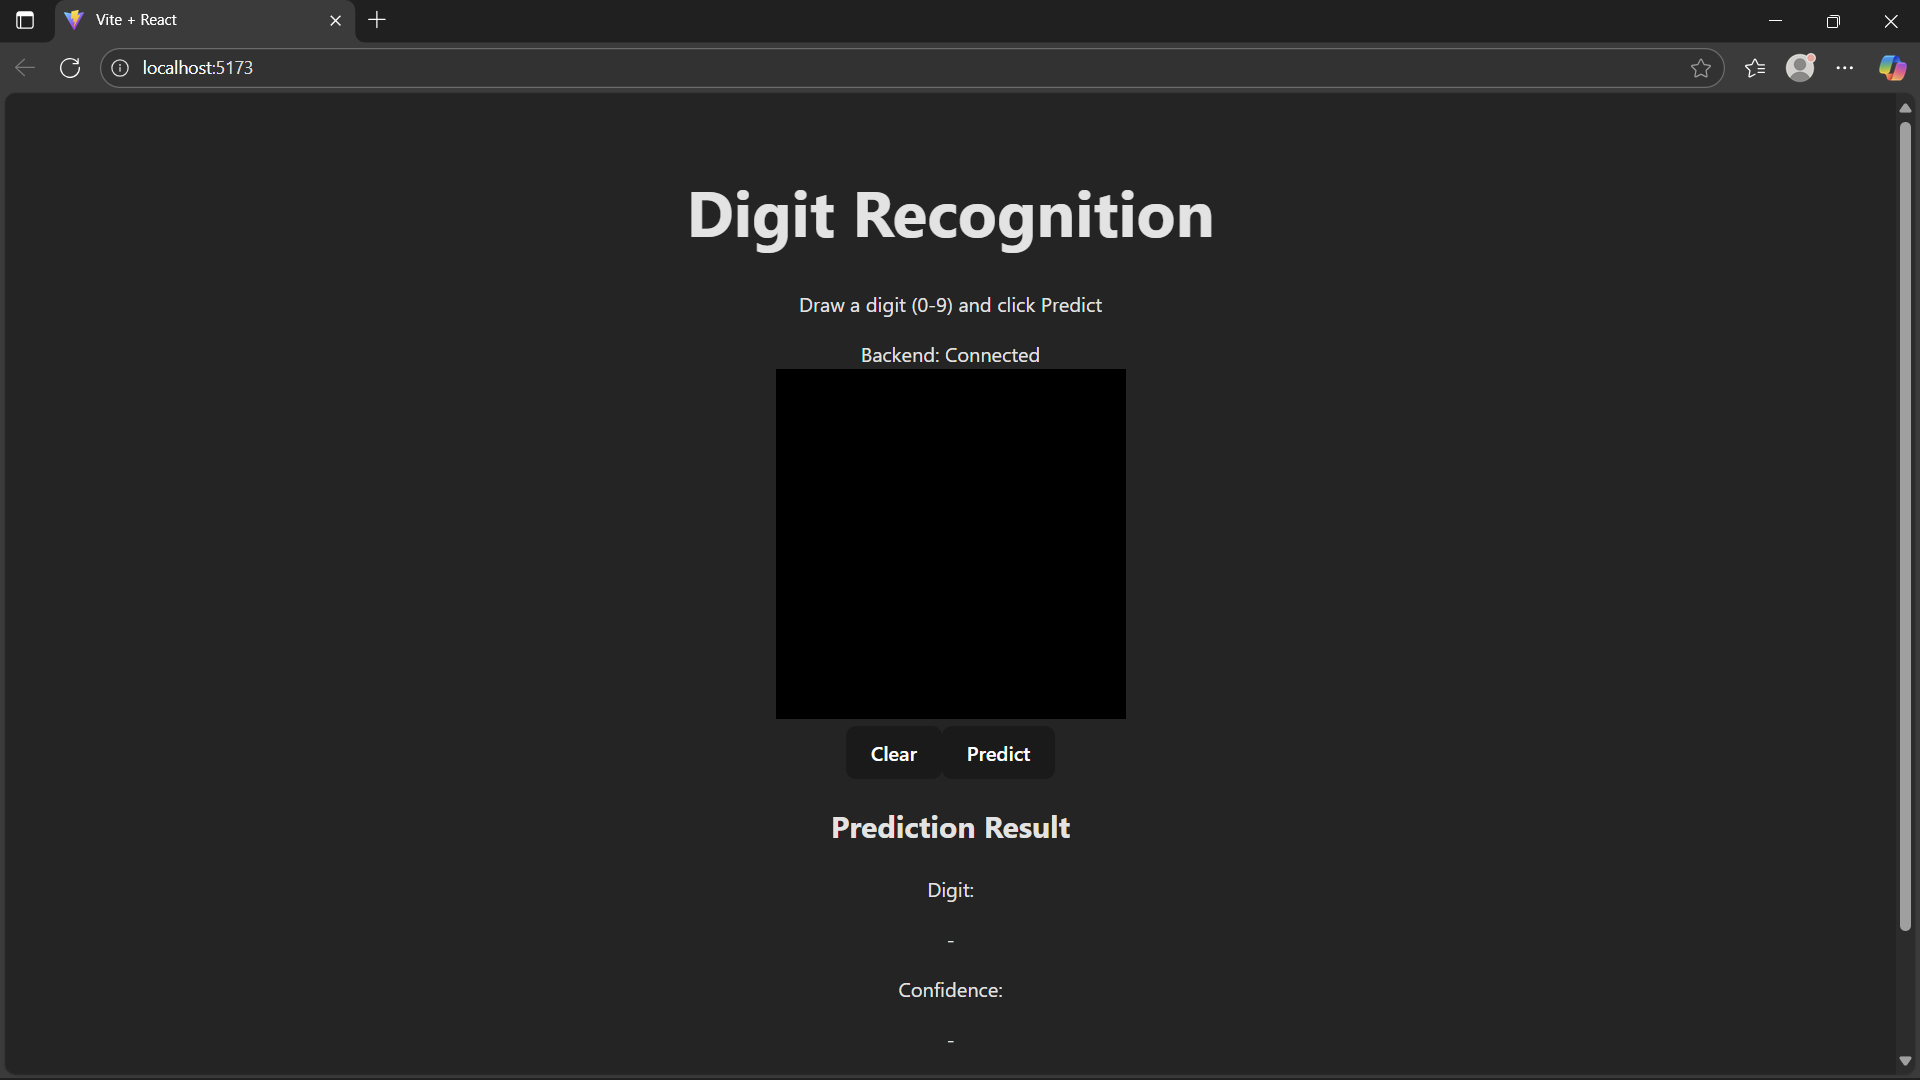 Vite + React
localhost:5173
Digit Recognition
Draw a digit (0-9) and click Predict
Backend: Connected
Clear Predict
Prediction Result
Digit:
-
Confidence:
-